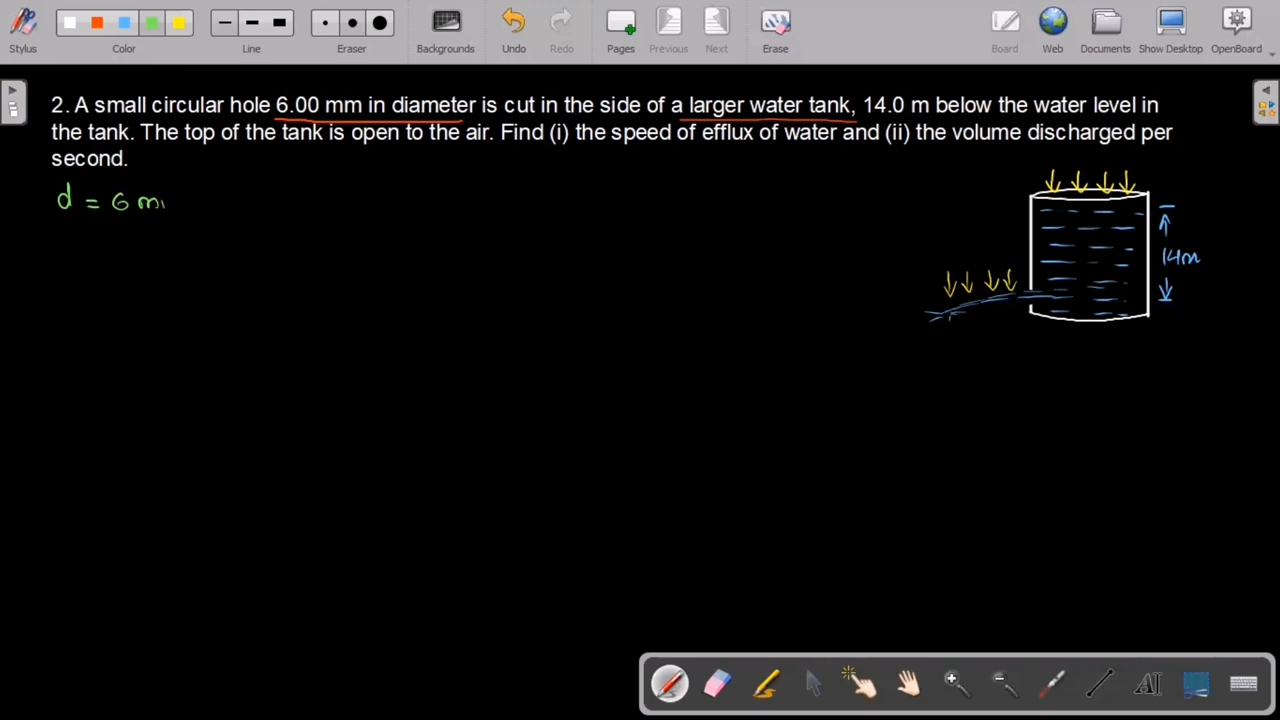 Stylus
Color
Line
Eraser
Backgrounds
Undo
Redo
Pages
Previous
Next
Erase
Board
Web
Documents
Show Desktop
OpenBoard
2. A small circular hole 6.00 mm in diameter is cut in the side of a larger water tank, 14.0 m below the water level in
the tank. The top of the tank is open to the air. Find (i) the speed of efflux of water and (ii) the volume discharged per
second.
d = 6 m
14m
AI